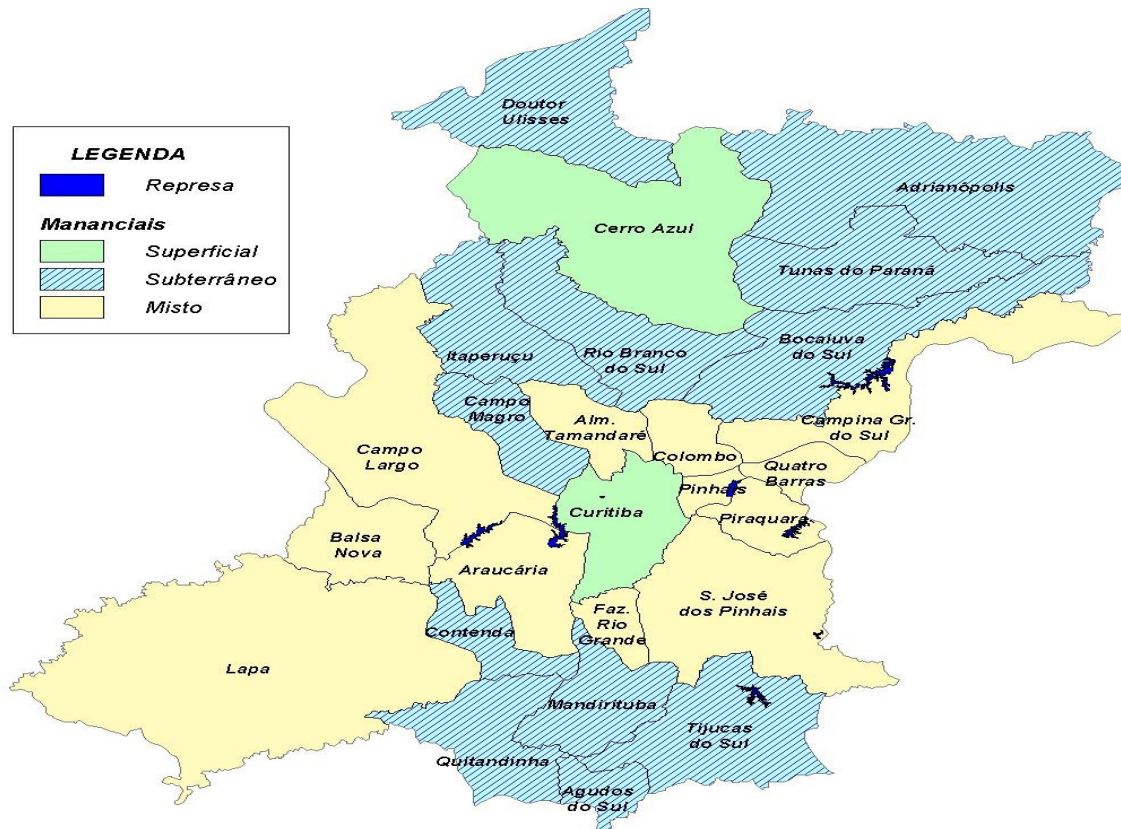 LEGENDA
Represa
Mananciais
Superficial
Subterrâneo
Misto
Doutor
Ulisses
Adrianópolis
Cerro Azul
Tunas do Paraná
Bocaiuva
do Sul
Itaperuçu
Rio Branco
do Sul
Campo
Magro
Alm.
Tamandaré
Campina Gr.
do Sul
Campo
Largo
Colombo
Quatro
Barras
Pinhais
Curitiba
Piraquara
Balsa
Nova
Araucária
S. José
dos Pinhais
Faz.
Rio
Grande
Contenda
Lapa
Mandirituba
Tijucas
do Sul
Quitandinha
Agudos
do Sul